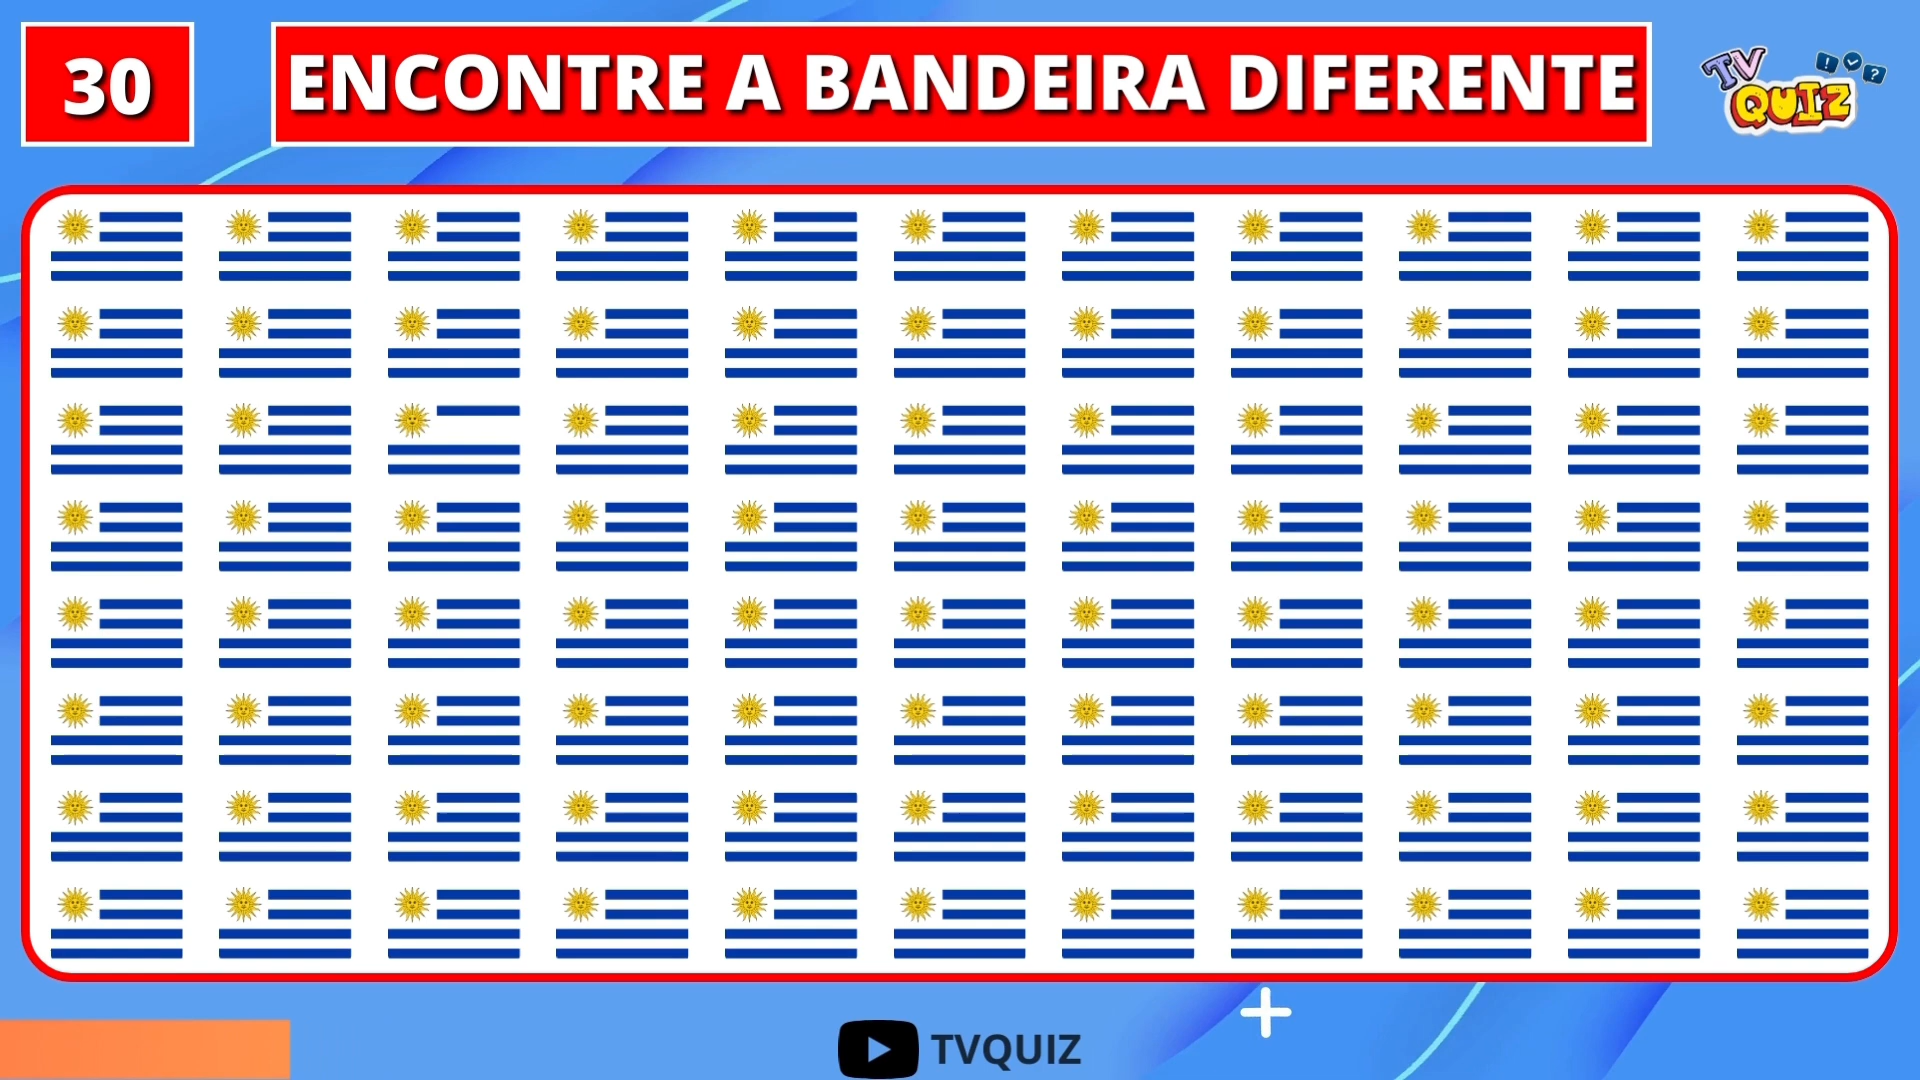 30
ENCONTRE A BANDEIRA DIFERENTE
TV
QUIZ
! ?
TVQUIZ